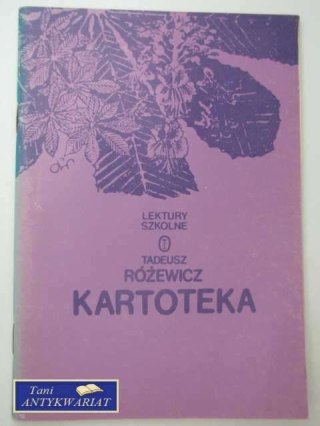 LEKTURY
SZKOLNE
TADEUSZ
RÓŻEWICZ
KARTOTEKA
Tani
ANTYKWARIAT